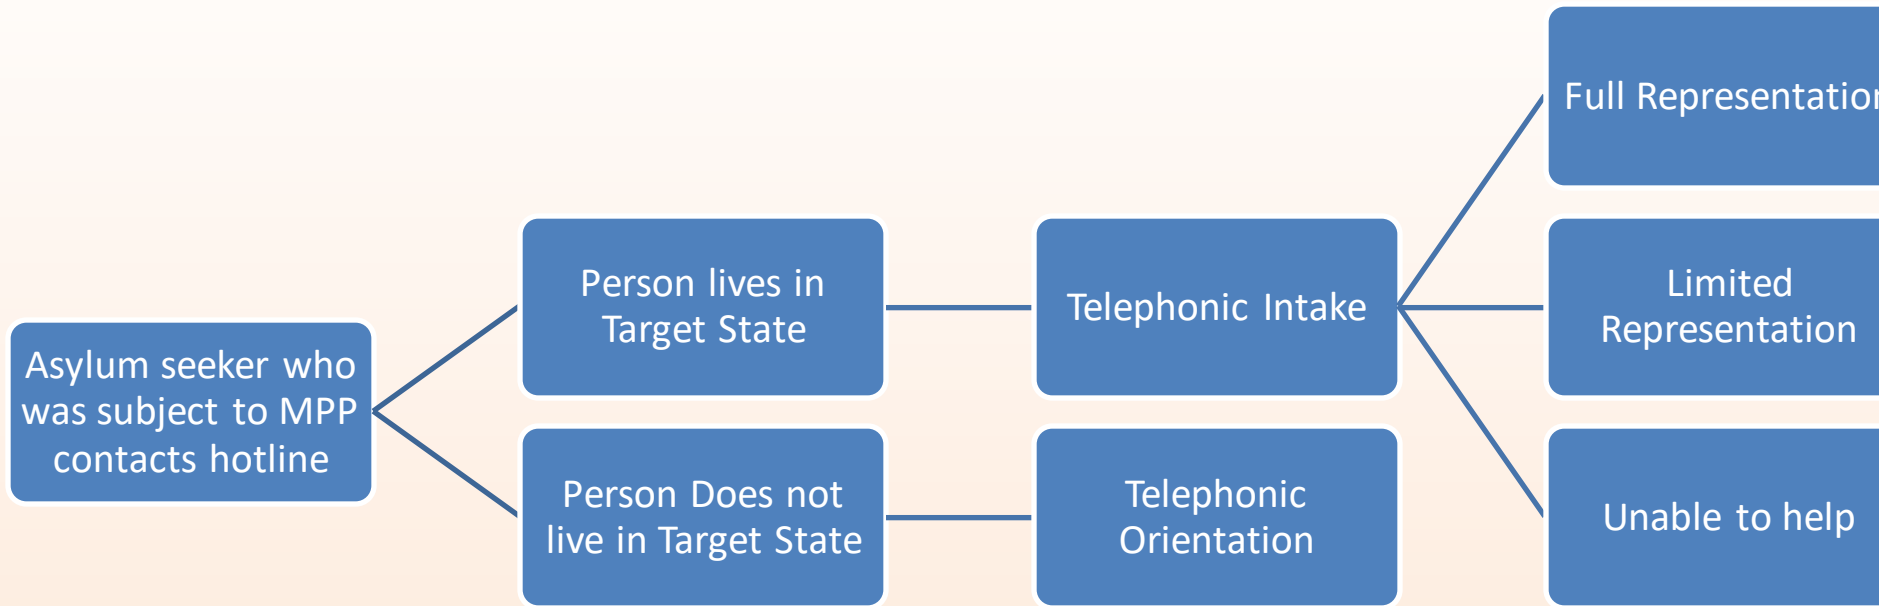 Asylum seeker who
was subject to MPP
contacts hotline
Person lives in
Target State
Person Does not
live in Target State
Telephonic Intake
Telephonic
Orientation
Full Representation
Limited
Representation
Unable to help